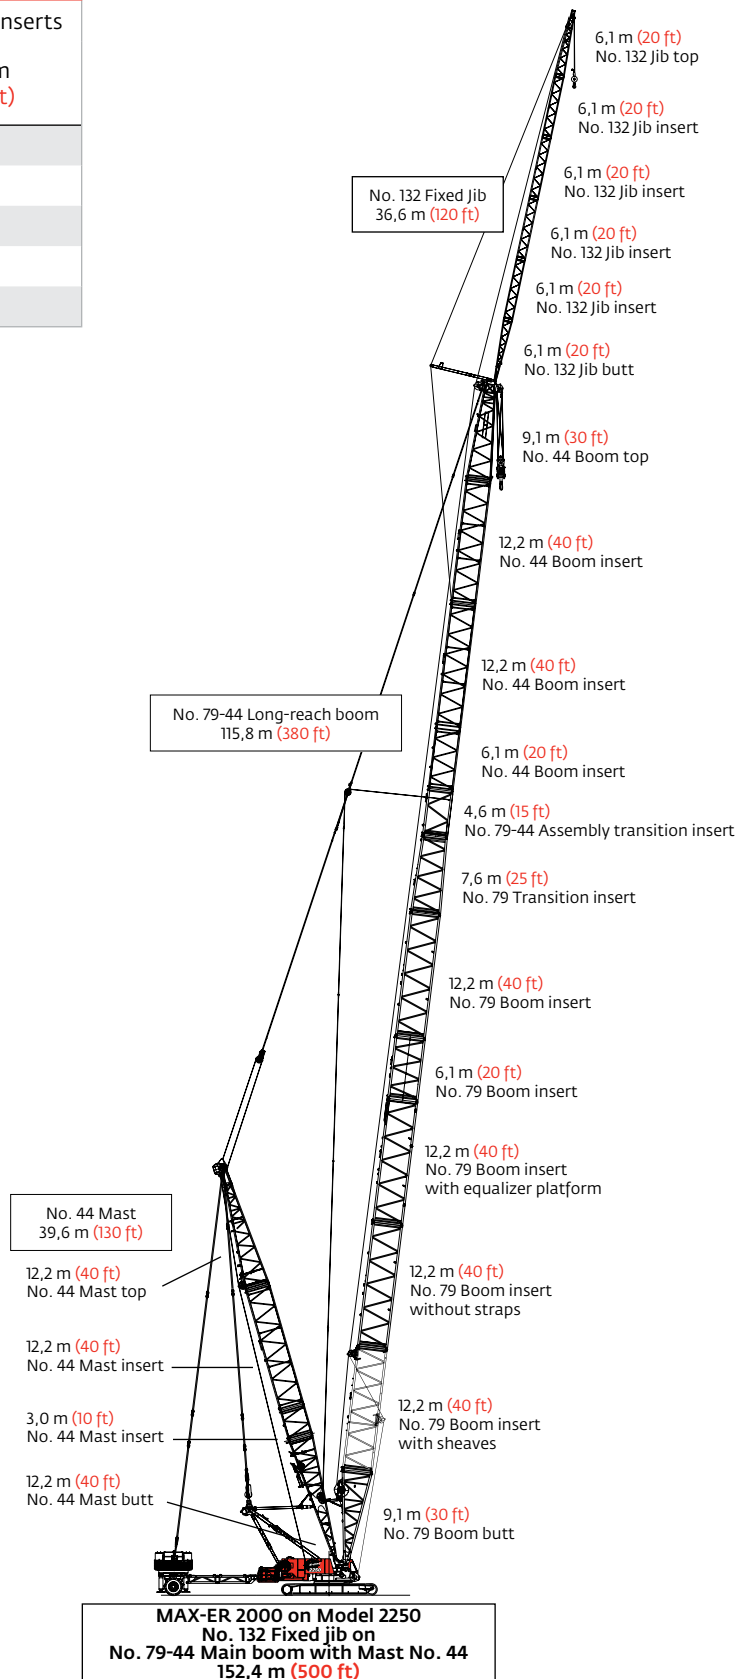 nserts
m
t)
6,1 m (20 ft)
No. 132 Jib top
6,1 m (20 ft)
No. 132 Jib insert
6,1 m (20 ft)
No. 132 Jib insert
No. 132 Fixed Jib
36,6 m (120 ft)
6,1 m (20 ft)
No. 132 Jib insert
6,1 m (20 ft)
No. 132 Jib insert
6,1 m (20 ft)
No. 132 Jib butt
9,1 m (30 ft)
No. 44 Boom top
12,2 m (40 ft)
No. 44 Boom insert
12,2 m (40 ft)
No. 44 Boom insert
No. 79-44 Long-reach boom
115,8 m (380 ft)
6,1 m (20 ft)
No. 44 Boom insert
4,6 m (15 ft)
No. 79-44 Assembly transition insert
7,6 m (25 ft)
No. 79 Transition insert
12,2 m (40 ft)
No. 79 Boom insert
6,1 m (20 ft)
No. 79 Boom insert
12,2 m (40 ft)
No. 79 Boom insert
with equalizer platform
No. 44 Mast
39,6 m (130 ft)
12,2 m (40 ft)
No. 44 Mast top
12,2 m (40 ft)
No. 79 Boom insert
without straps
12,2 m (40 ft)
No. 44 Mast insert
3,0 m (10 ft)
No. 44 Mast insert
12,2 m (40 ft)
No. 79 Boom insert
with sheaves
12,2 m (40 ft)
No. 44 Mast butt
9,1 m (30 ft)
No. 79 Boom butt
2250
MAX-ER 2000 on Model 2250
No. 132 Fixed jib on
No. 79-44 Main boom with Mast No. 44
152,4 m (500 ft)